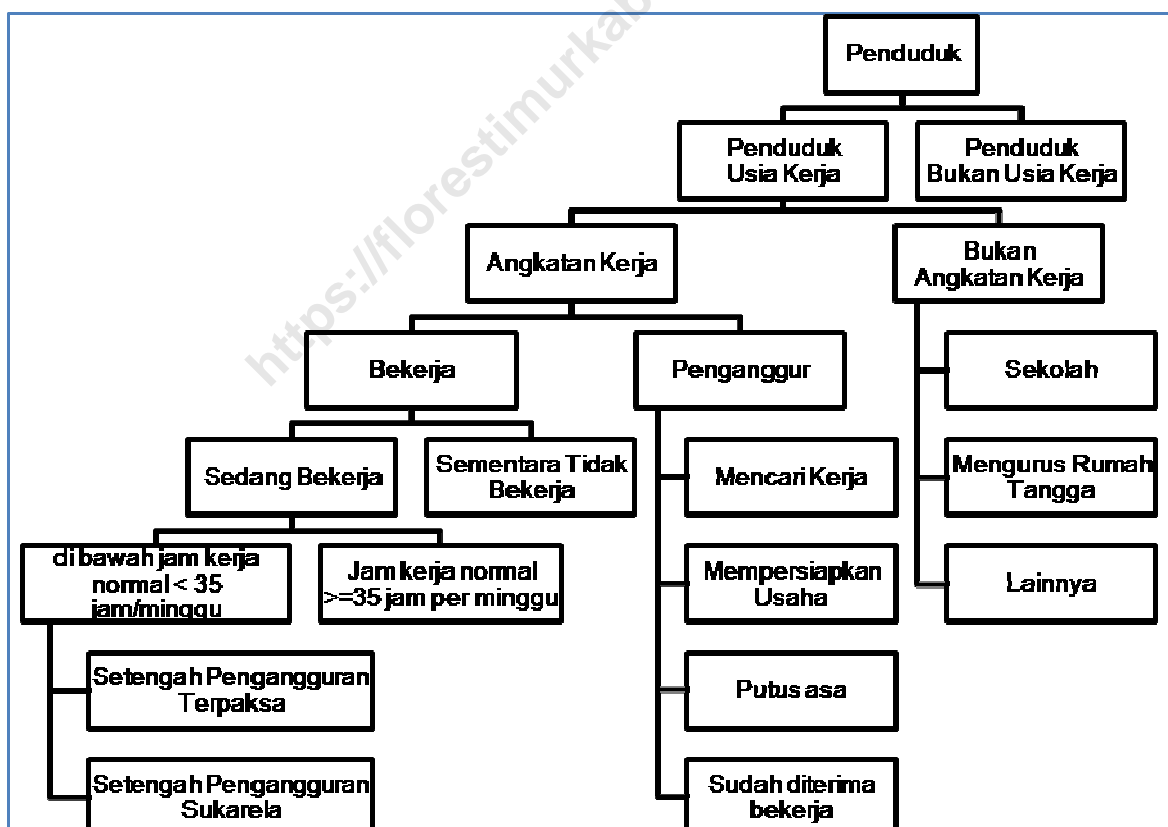 https://florestimurkab
Penduduk
Penduduk
Usia Kerja
Penduduk
Bukan Usia Kerja
Angkatan Kerja
Bukan
Angkatan Kerja
Bekerja
Penganggur
Sekolah
Sedang Bekerja
Sementara Tidak
Bekerja
Mencari Kerja
Mengurus Rumah
Tangga
di bawah jam kerja
normal < 35
jam/minggu
Jam kerja normal
>=35 jam per minggu
Mempersiapkan
Usaha
Lainnya
Setengah Pengangguran
Terpaksa
Putus asa
Setengah Pengangguran
Sukarela
Sudah diterima
bekerja